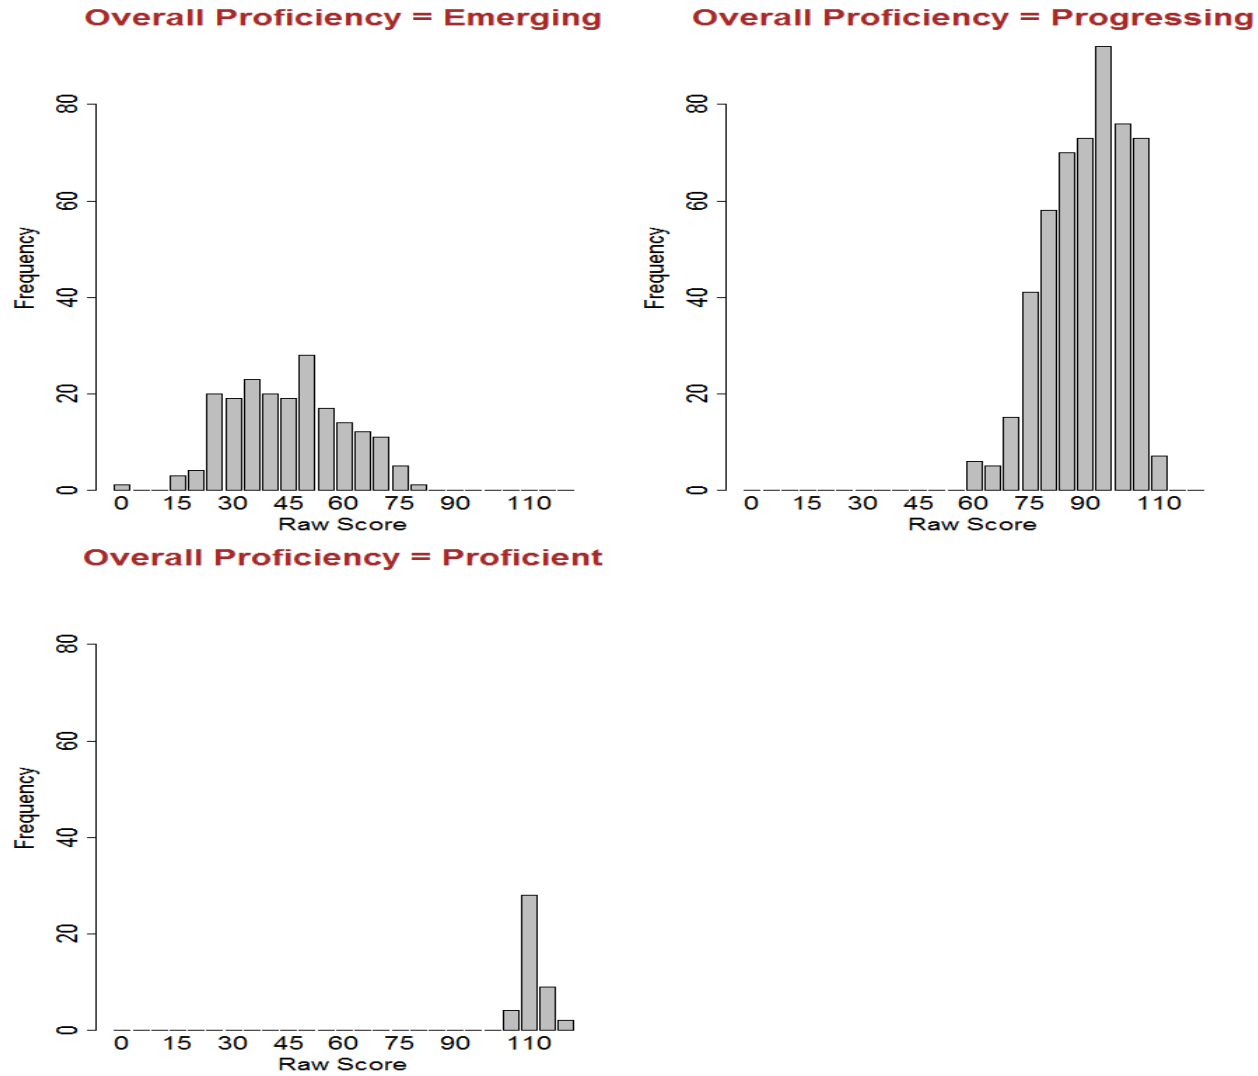 Overall Proficiency = Emerging
Frequency
0 20 40 60 80
0 15 30 45 60 75 90 110
Raw Score
Overall Proficiency = Progressing
Frequency
0 20 40 60 80
0 15 30 45 60 75 90 110
Raw Score
Overall Proficiency = Proficient
Frequency
0 20 40 60 80
0 15 30 45 60 75 90 110
Raw Score